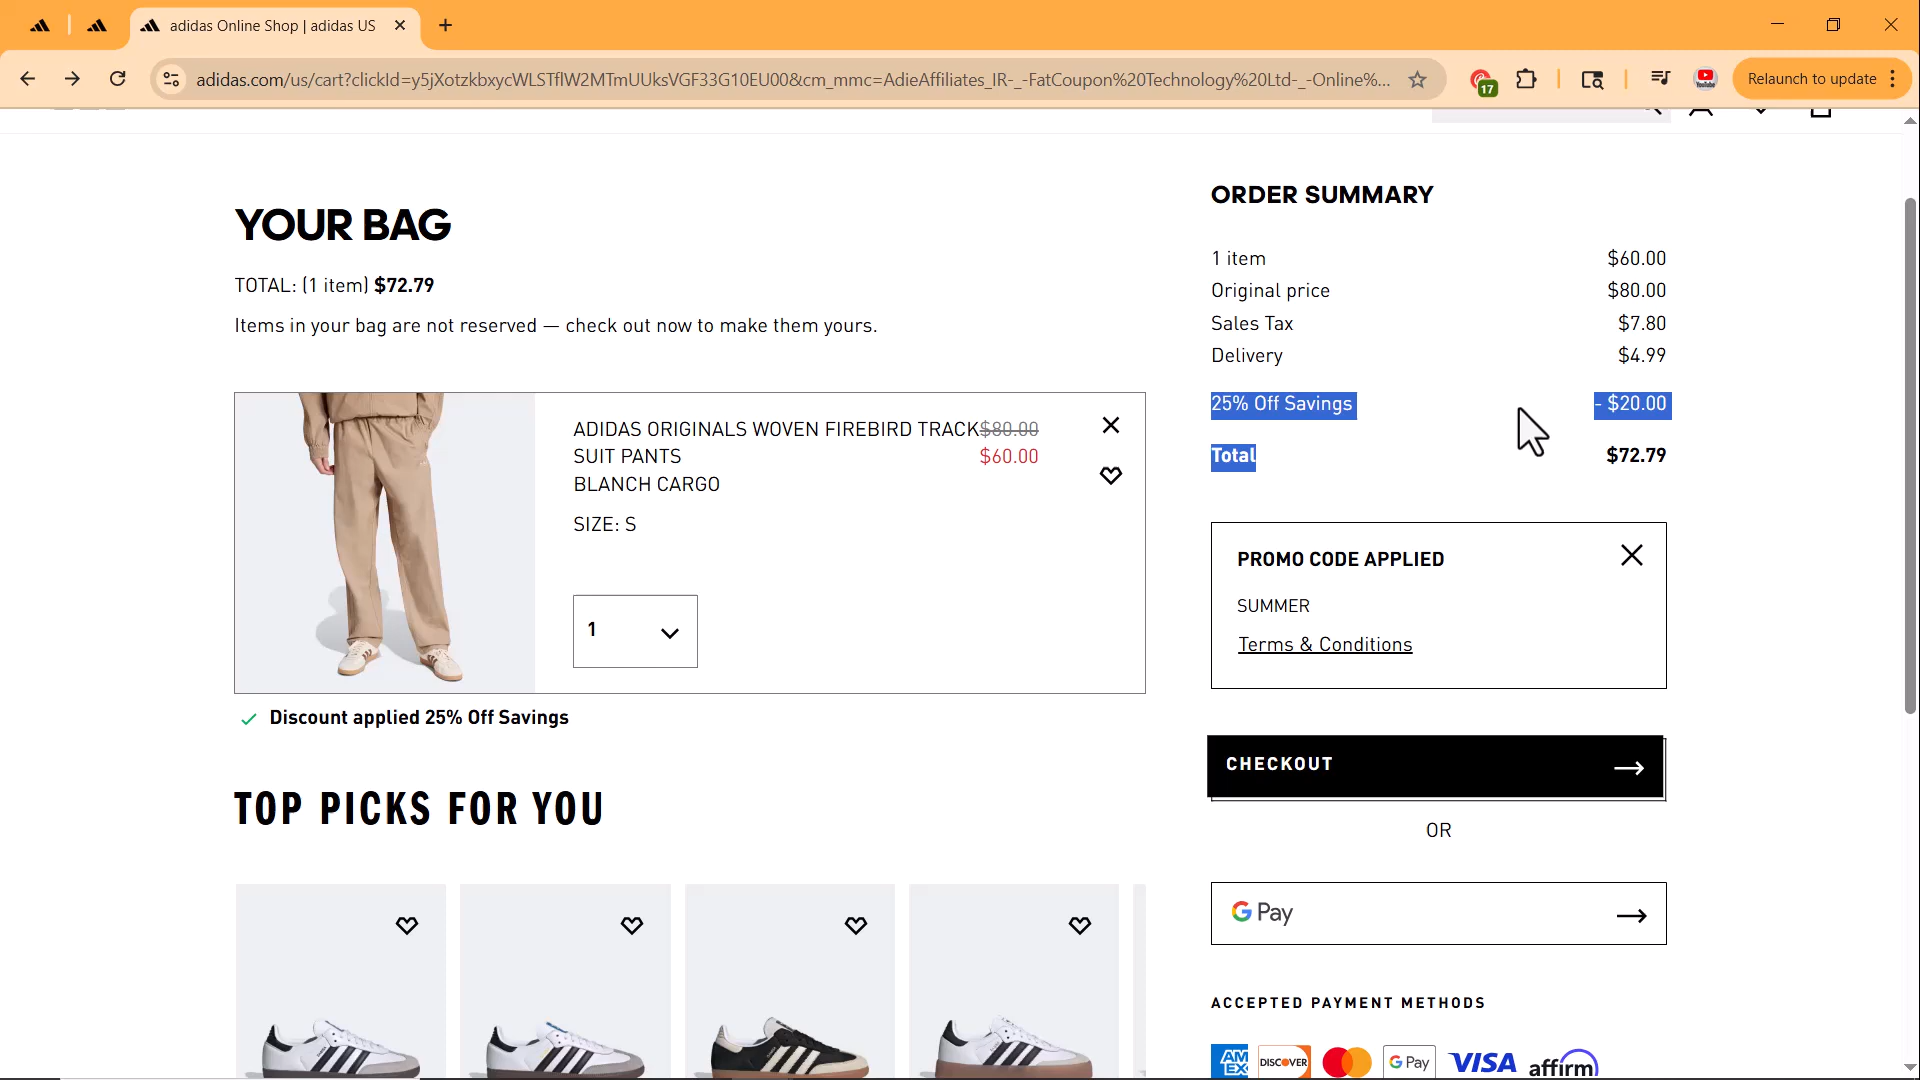 adidas Online Shop | adidas US
adidas.com/us/cart?clickId=y5jXotzkbxycWLSTflW2MTmUUksVGF33G10EU00&cm_mmc=AdieAffiliates_IR-_-FatCoupon%20Technology%20Ltd-_-Online%...
17
YouTube
Relaunch to update
YOUR BAG
TOTAL: (1 item) $72.79
Items in your bag are not reserved — check out now to make them yours.
ADIDAS ORIGINALS WOVEN FIREBIRD TRACK $80.00
SUIT PANTS $60.00
BLANCH CARGO
SIZE: S
1
Discount applied 25% Off Savings
TOP PICKS FOR YOU
ORDER SUMMARY
1 item $60.00
Original price $80.00
Sales Tax $7.80
Delivery $4.99
25% Off Savings - $20.00
Total $72.79
PROMO CODE APPLIED
SUMMER
Terms & Conditions
CHECKOUT
OR
G Pay
ACCEPTED PAYMENT METHODS
AM EX DISCOVER G Pay VISA affirm